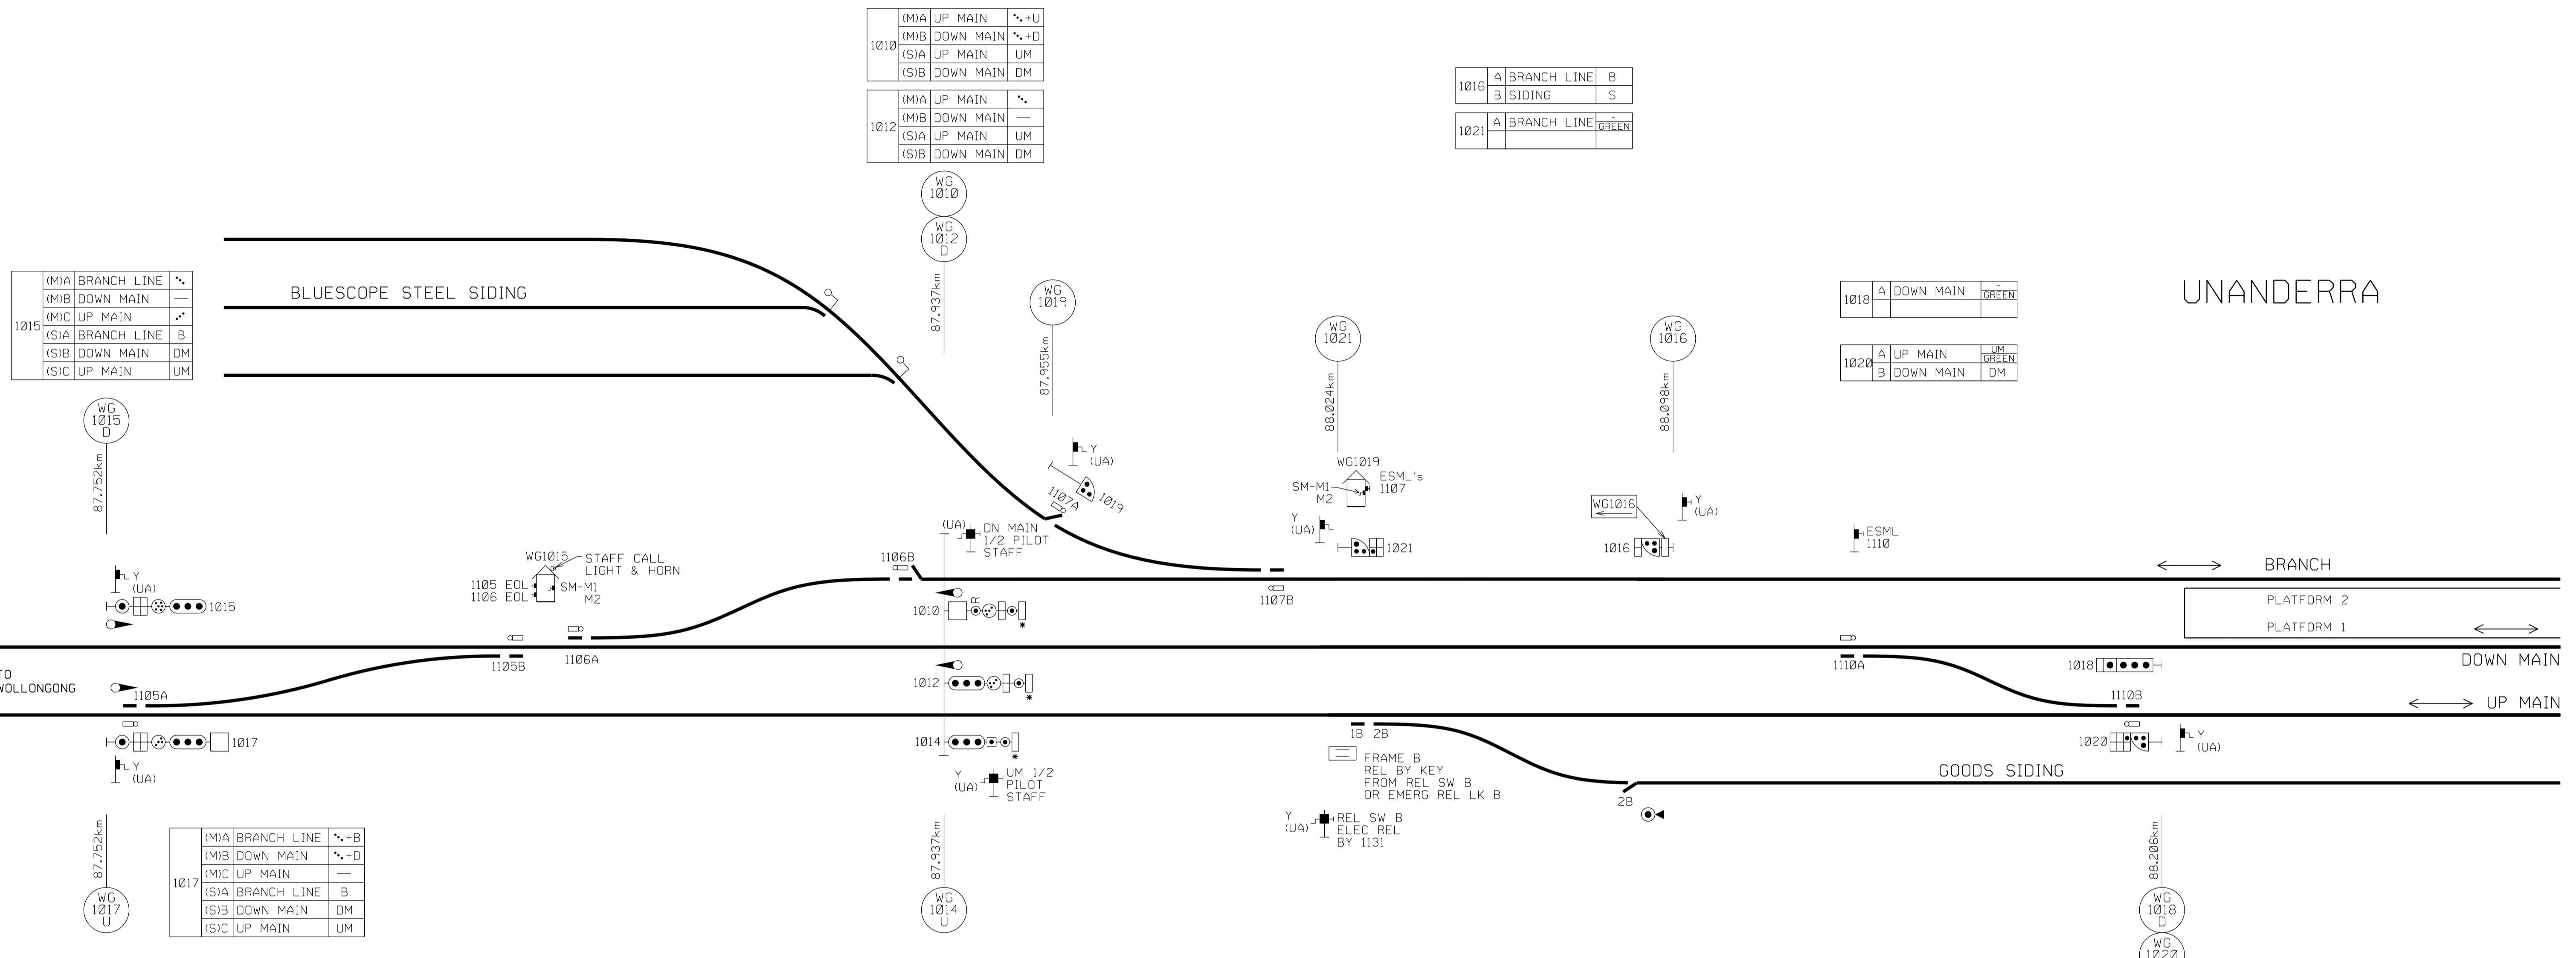 1010
(M)A UP MAIN +U
(M)B DOWN MAIN +D
(S)A UP MAIN UM
(S)B DOWN MAIN DM
1012
(M)A UP MAIN
(M)B DOWN MAIN —
(S)A UP MAIN UM
(S)B DOWN MAIN DM
1016
A BRANCH LINE B
B SIDING S
1021
A BRANCH LINE -
GREEN
WG
1010
WG
1012
D
87.937km
1015
(M)A BRANCH LINE
(M)B DOWN MAIN —
(M)C UP MAIN
(S)A BRANCH LINE B
(S)B DOWN MAIN DM
(S)C UP MAIN UM
BLUESCOPE STEEL SIDING
WG
1019
87.955km
1018
A DOWN MAIN -
GREEN
UNANDERRA
WG
1021
88.024km
WG
1016
88.098km
1020
A UP MAIN UM
GREEN
B DOWN MAIN DM
WG
1015
D
87.752km
Y
(UA)
1107A
1019
WG1019
SM-M1
M2
ESML's
1107
Y
(UA)
1021
WG1016
Y
(UA)
1016
ESML
1110
(UA)
DN MAIN
1/2 PILOT
STAFF
WG1015
STAFF CALL
LIGHT & HORN
1105 EOL
1106 EOL
SM-M1
M2
1106B
Y
(UA)
1015
1010
R
*
1107B
BRANCH
PLATFORM 2
PLATFORM 1
1105B
1106A
1110A
1018
DOWN MAIN
TO
WOLLONGONG
1105A
1012
*
1110B
UP MAIN
1017
Y
(UA)
1014
*
1B 2B
1020
Y
(UA)
FRAME B
REL BY KEY
FROM REL SW B
OR EMERG REL LK B
GOODS SIDING
Y
(UA)
UM 1/2
PILOT
STAFF
2B
Y
(UA)
REL SW B
ELEC REL
BY 1131
87.752km
WG
1017
U
1017
(M)A BRANCH LINE +B
(M)B DOWN MAIN +D
(M)C UP MAIN —
(S)A BRANCH LINE B
(S)B DOWN MAIN DM
(S)C UP MAIN UM
87.937km
WG
1014
U
88.206km
WG
1018
D
WG
1020